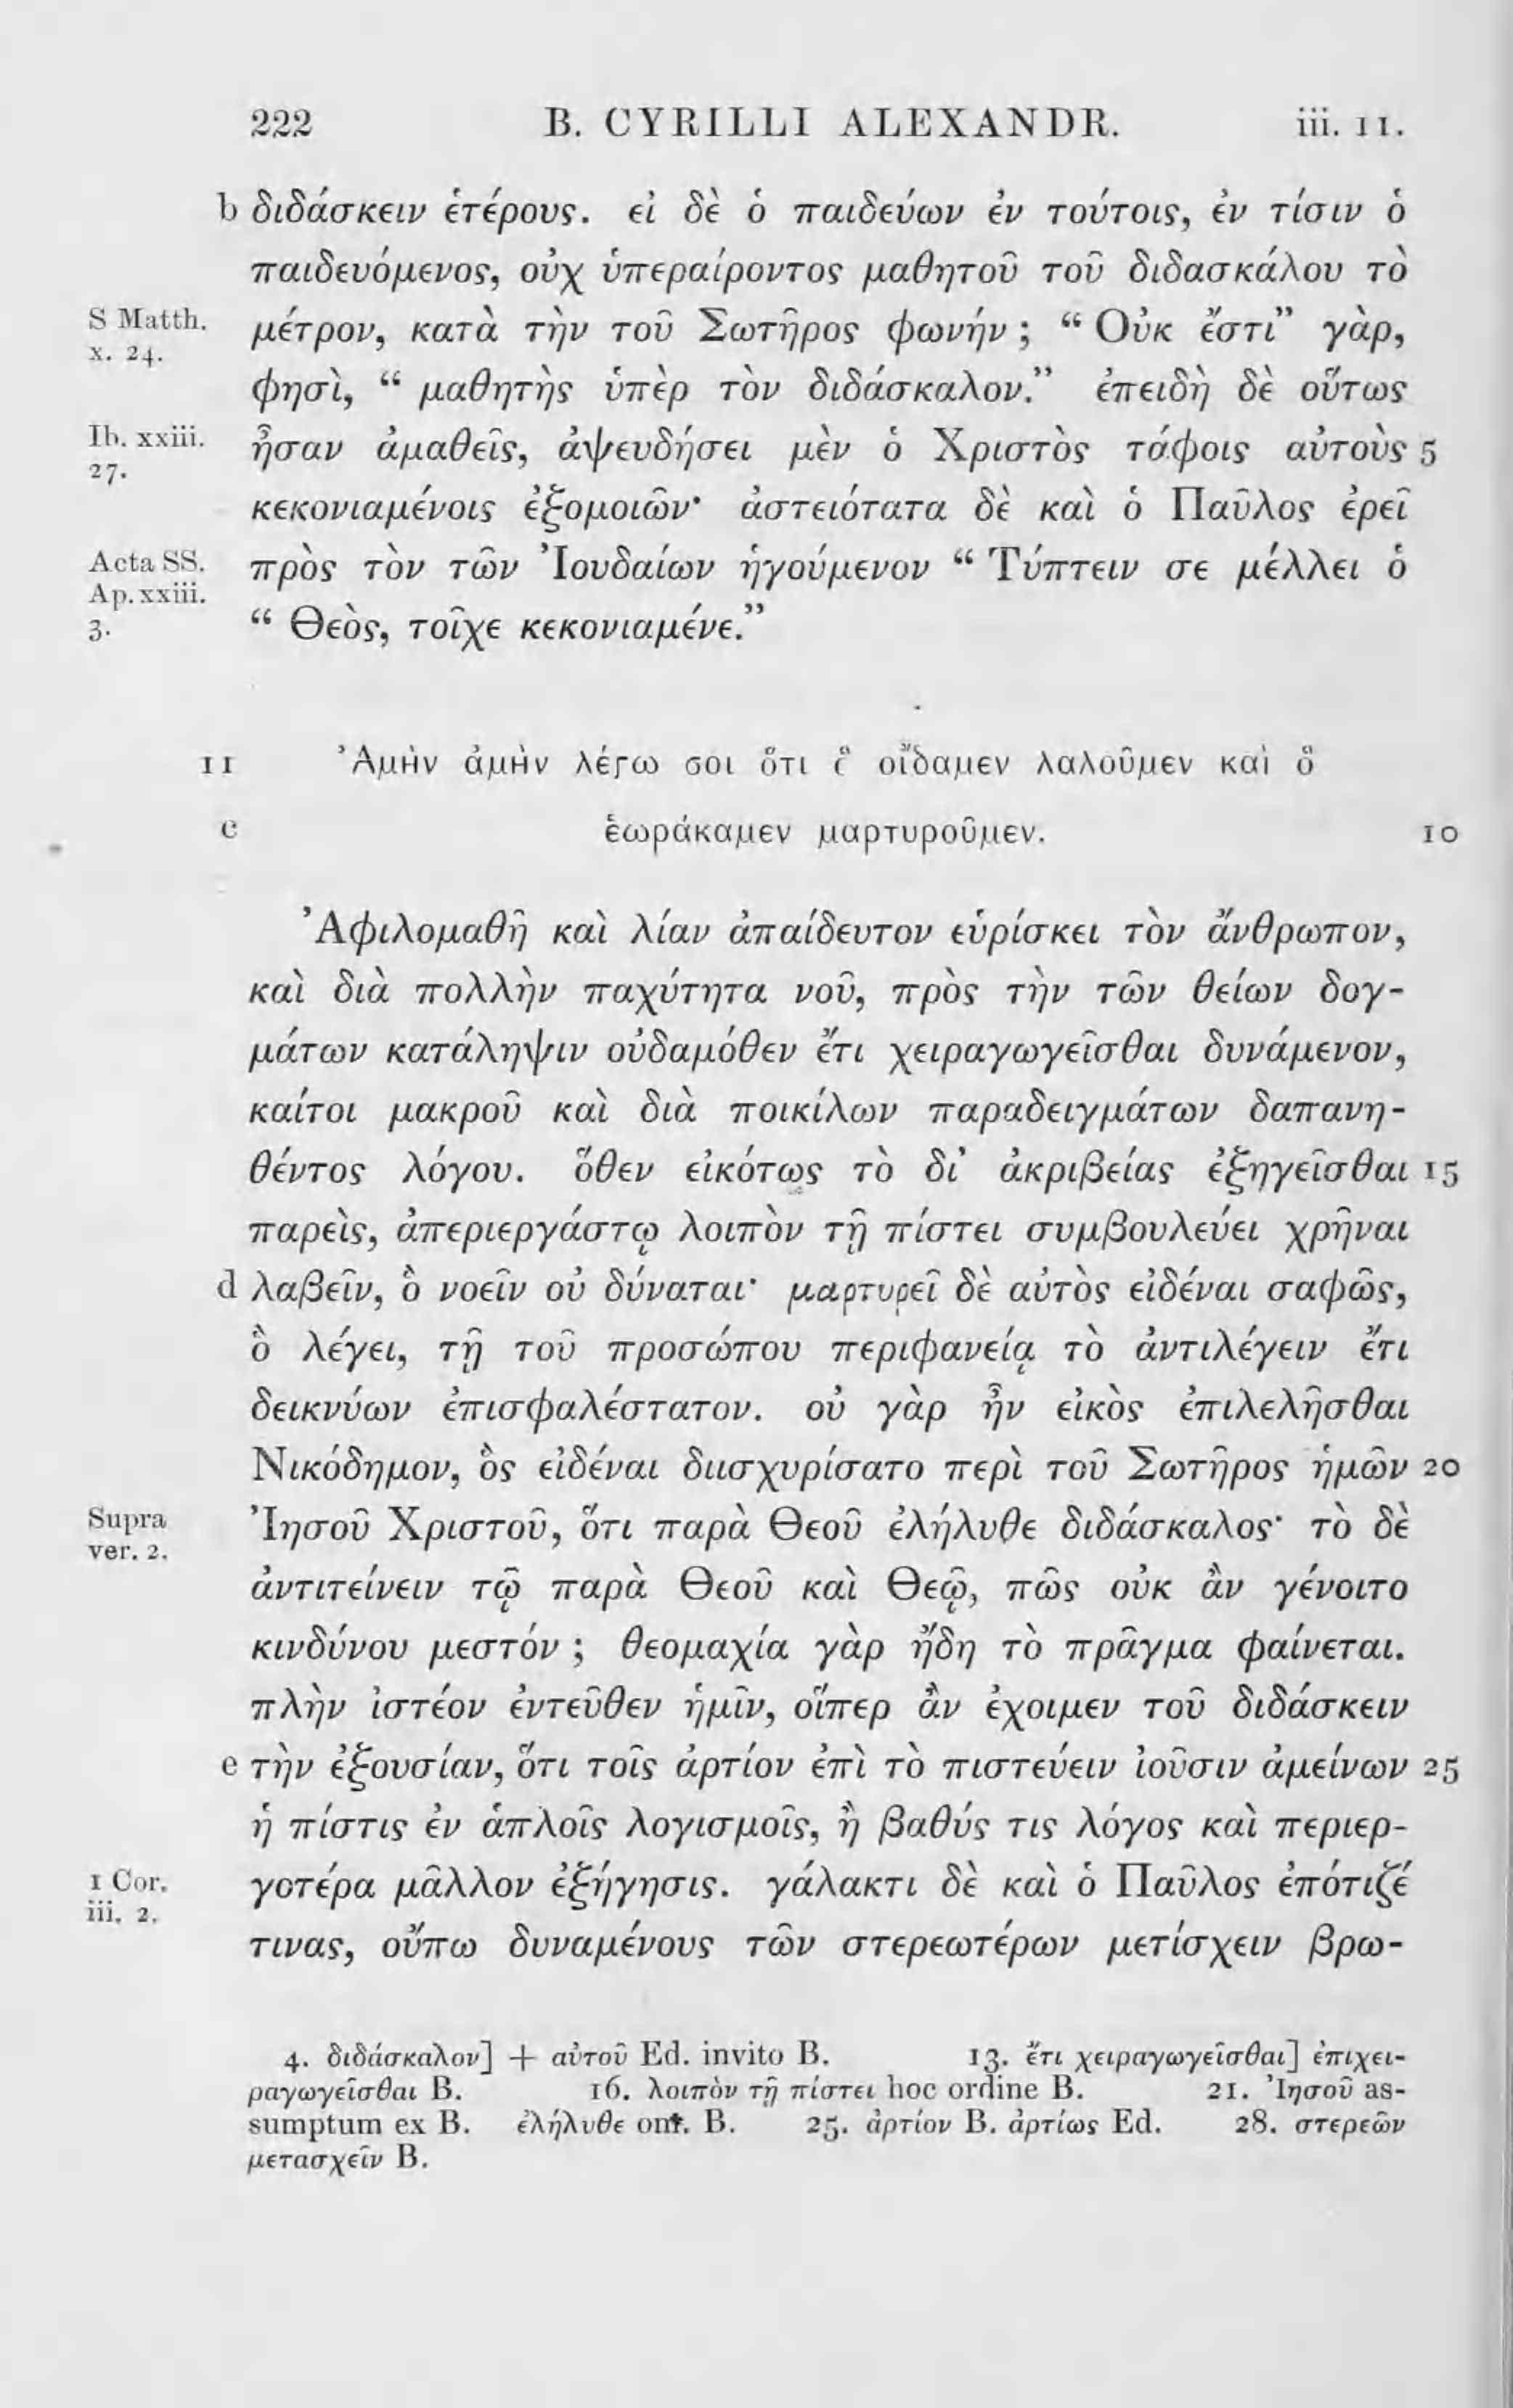 222 B. CYRILLI ALEXANDR. iii. 11.
b διδάσκειν ἑτέρους. εἰ δὲ ὁ παιδεύων ἐν τούτοις, ἐν τίσιν ὁ
παιδευόμενος, οὐχ ὑπεραίροντος μαθητοῦ τοῦ διδασκάλου τὸ
S Matth. x. 24. μέτρον, κατὰ τὴν τοῦ Σωτῆρος φωνήν ; “ Οὐκ ἔστι” γὰρ,
φησὶ, “ μαθητὴς ὑπὲρ τὸν διδάσκαλον.” ἐπειδὴ δὲ οὕτως
Ib. xxiii. 27. ἦσαν ἀμαθεῖς, ἀψευδήσει μὲν ὁ Χριστὸς τάφοις αὐτοὺς 5
κεκονιαμένοις ἐξομοιῶν· ἀστειότατα δὲ καὶ ὁ Παῦλος ἐρεῖ
Acta SS. Ap. xxiii. 3. πρὸς τὸν τῶν Ἰουδαίων ἡγούμενον “ Τύπτειν σε μέλλει ὁ
“ Θεὸς, τοῖχε κεκονιαμένε.”
11 Ἀμὴν ἀμὴν λέγω σοι ὅτι ὃ οἴδαμεν λαλοῦμεν καὶ ὃ
c ἑωράκαμεν μαρτυροῦμεν. 10
Ἀφιλομαθῆ καὶ λίαν ἀπαίδευτον εὑρίσκει τὸν ἄνθρωπον,
καὶ διὰ πολλὴν παχύτητα νοῦ, πρὸς τὴν τῶν θείων δογ-
μάτων κατάληψιν οὐδαμόθεν ἔτι χειραγωγεῖσθαι δυνάμενον,
καίτοι μακροῦ καὶ διὰ ποικίλων παραδειγμάτων δαπανη-
θέντος λόγου. ὅθεν εἰκότως τὸ δι’ ἀκριβείας ἐξηγεῖσθαι 15
παρεὶς, ἀπεριεργάστῳ λοιπὸν τῇ πίστει συμβουλεύει χρῆναι
d λαβεῖν, ὃ νοεῖν οὐ δύναται· μαρτυρεῖ δὲ αὐτὸς εἰδέναι σαφῶς,
ὃ λέγει, τῇ τοῦ προσώπου περιφανείᾳ τὸ ἀντιλέγειν ἔτι
δεικνύων ἐπισφαλέστατον. οὐ γὰρ ἦν εἰκὸς ἐπιλελῆσθαι
Νικόδημον, ὃς εἰδέναι διισχυρίσατο περὶ τοῦ Σωτῆρος ἡμῶν 20
Supra ver. 2. Ἰησοῦ Χριστοῦ, ὅτι παρὰ Θεοῦ ἐλήλυθε διδάσκαλος· τὸ δὲ
ἀντιτείνειν τῷ παρὰ Θεοῦ καὶ Θεῷ, πῶς οὐκ ἂν γένοιτο
κινδύνου μεστόν ; θεομαχία γὰρ ἤδη τὸ πρᾶγμα φαίνεται.
πλὴν ἰστέον ἐντεῦθεν ἡμῖν, οἵπερ ἂν ἔχοιμεν τοῦ διδάσκειν
e τὴν ἐξουσίαν, ὅτι τοῖς ἀρτίον ἐπὶ τὸ πιστεύειν ἰοῦσιν ἀμείνων 25
ἡ πίστις ἐν ἁπλοῖς λογισμοῖς, ἢ βαθύς τις λόγος καὶ περιερ-
1 Cor. iii. 2. γοτέρα μᾶλλον ἐξήγησις. γάλακτι δὲ καὶ ὁ Παῦλος ἐπότιζέ
τινας, οὔπω δυναμένους τῶν στερεωτέρων μετίσχειν βρω-
4. διδάσκαλον] + αὐτοῦ Ed. invito B. 13. ἔτι χειραγωγεῖσθαι] ἐπιχει-
ραγωγεῖσθαι B. 16. λοιπὸν τῇ πίστει hoc ordine B. 21. Ἰησοῦ as-
sumptum ex B. ἐλήλυθε om. B. 25. ἀρτίον B. ἀρτίως Ed. 28. στερεῶν
μετασχεῖν B.